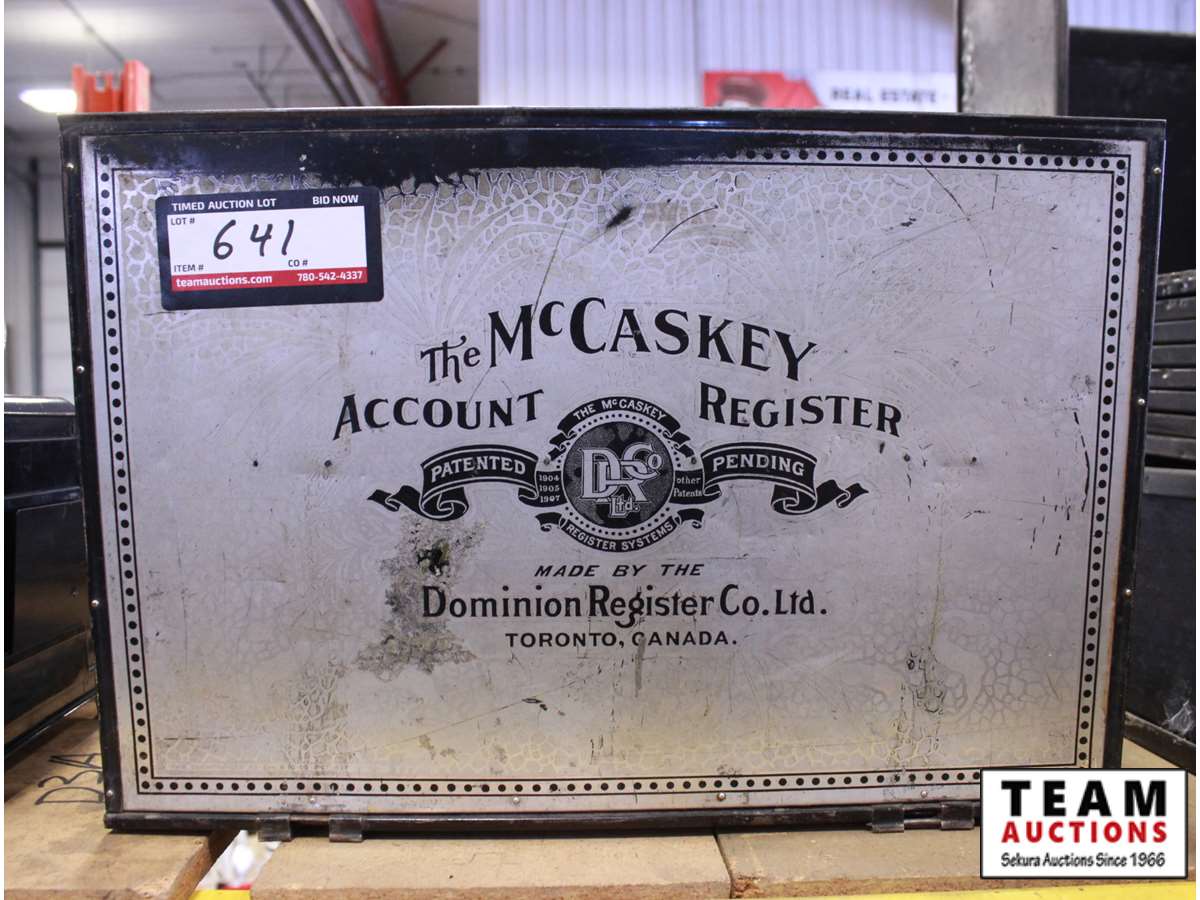 REAL ESTATE
TIMED AUCTION LOT BID NOW
LOT #
641
ITEM # CO #
teamauctions.com 780-542-4337
The McCASKEY
ACCOUNT REGISTER
THE McCASKEY
PATENTED 1904 1905 1907
DRCo Ltd.
other Patents PENDING
REGISTER SYSTEMS
MADE BY THE
Dominion Register Co. Ltd.
TORONTO, CANADA.
TEAM
AUCTIONS
Sekura Auctions Since 1966